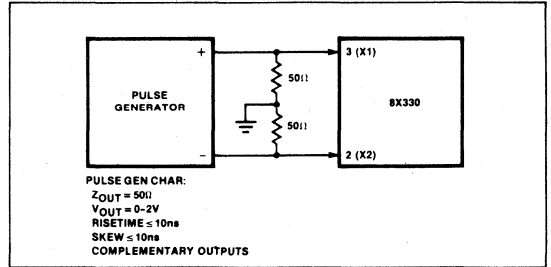 +
3 (X1)
50Ω
PULSE
GENERATOR
8X330
50Ω
−
2 (X2)
PULSE GEN CHAR:
ZOUT = 50Ω
VOUT = 0-2V
RISETIME ≤ 10ns
SKEW ≤ 10ns
COMPLEMENTARY OUTPUTS